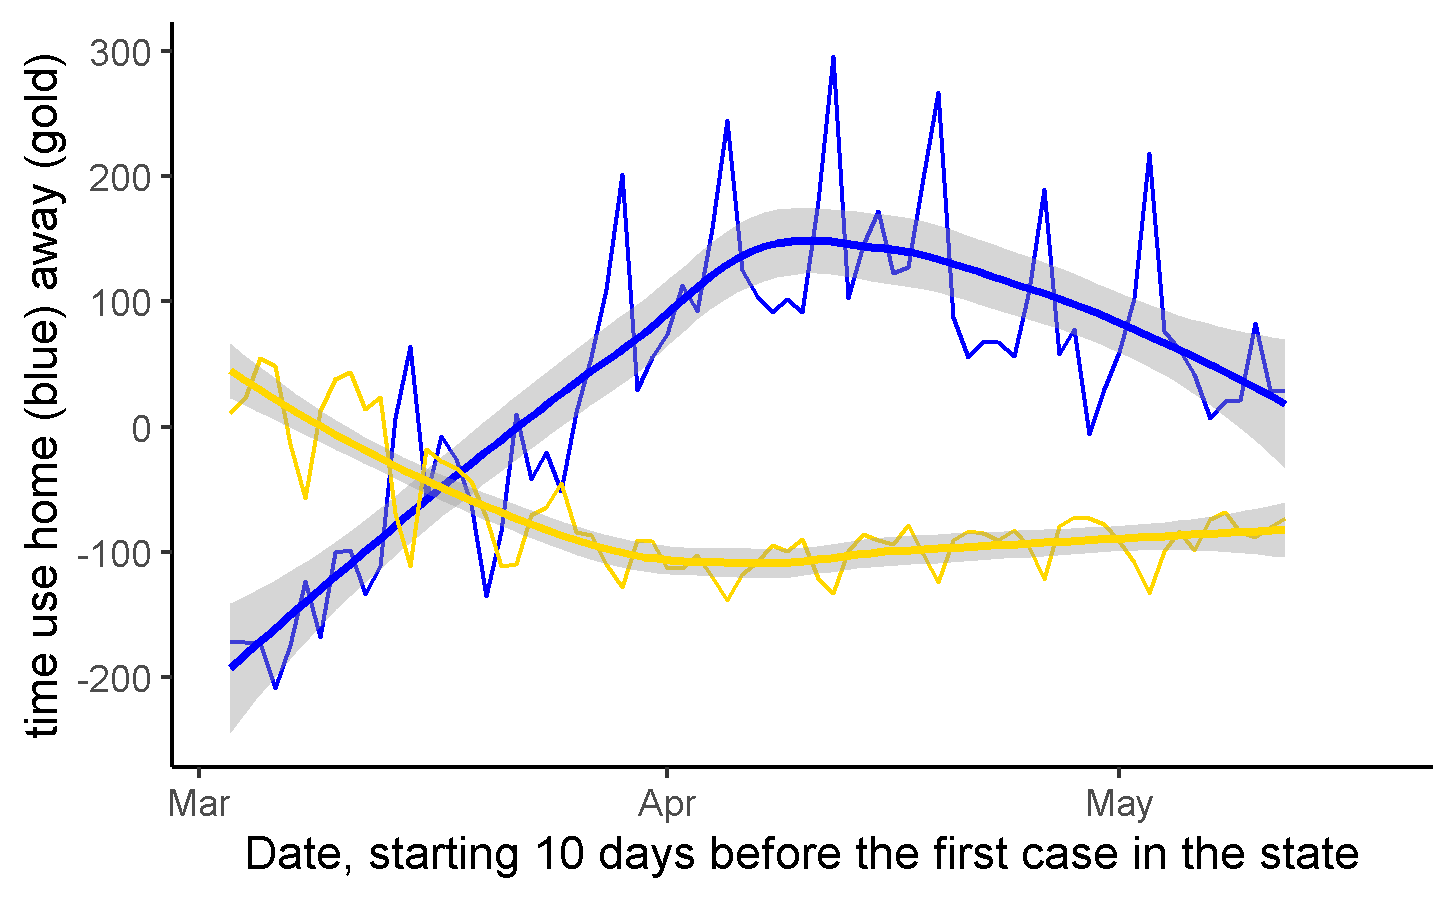 time use home (blue) away (gold)
300
200
100
0
-100
-200
Mar
Apr
May
Date, starting 10 days before the first case in the state